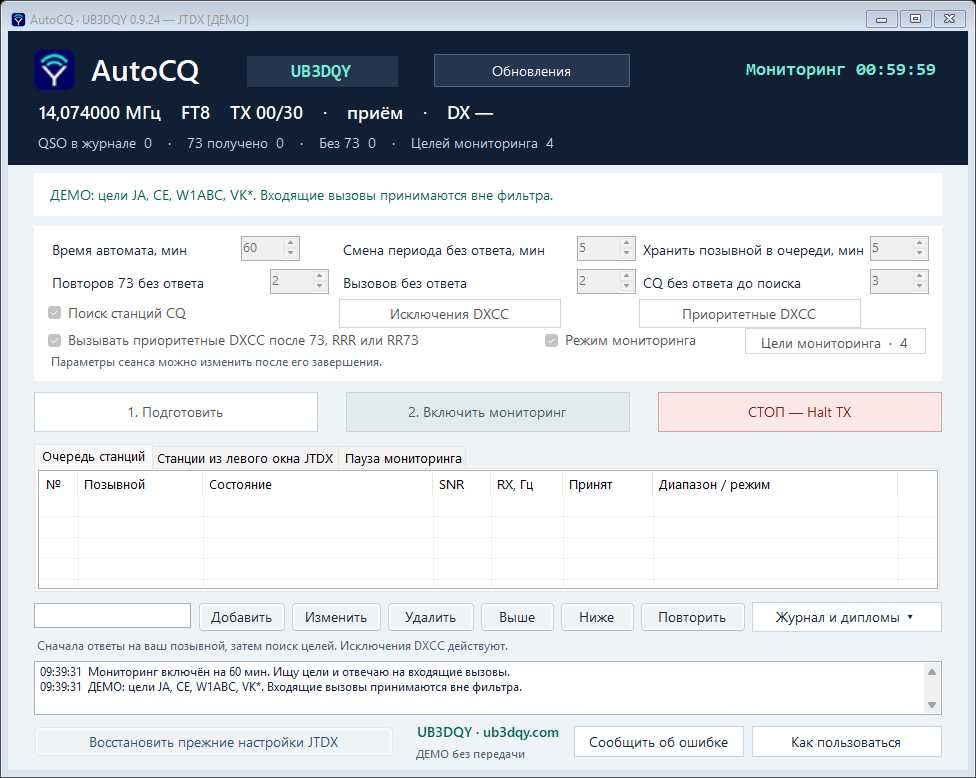 AutoCQ · UB3DQY 0.9.24 — JTDX [ДЕМО]
AutoCQ UB3DQY Обновления Мониторинг 00:59:59
14,074000 МГц FT8 TX 00/30 · приём · DX —
QSO в журнале 0 · 73 получено 0 · Без 73 0 · Целей мониторинга 4
ДЕМО: цели JA, CE, W1ABC, VK*. Входящие вызовы принимаются вне фильтра.
Время автомата, мин 60 Смена периода без ответа, мин 5 Хранить позывной в очереди, мин 5
Повторов 73 без ответа 2 Вызовов без ответа 2 CQ без ответа до поиска 3
Поиск станций CQ Исключения DXCC Приоритетные DXCC
Вызывать приоритетные DXCC после 73, RRR или RR73 Режим мониторинга Цели мониторинга · 4
Параметры сеанса можно изменить после его завершения.
1. Подготовить 2. Включить мониторинг СТОП — Halt TX
Очередь станций Станции из левого окна JTDX Пауза мониторинга
№ Позывной Состояние SNR RX, Гц Принят Диапазон / режим
Добавить Изменить Удалить Выше Ниже Повторить Журнал и дипломы ▾
Сначала ответы на ваш позывной, затем поиск целей. Исключения DXCC действуют.
09:39:31 Мониторинг включён на 60 мин. Ищу цели и отвечаю на входящие вызовы.
09:39:31 ДЕМО: цели JA, CE, W1ABC, VK*. Входящие вызовы принимаются вне фильтра.
Восстановить прежние настройки JTDX UB3DQY · ub3dqy.com Сообщить об ошибке Как пользоваться
ДЕМО без передачи